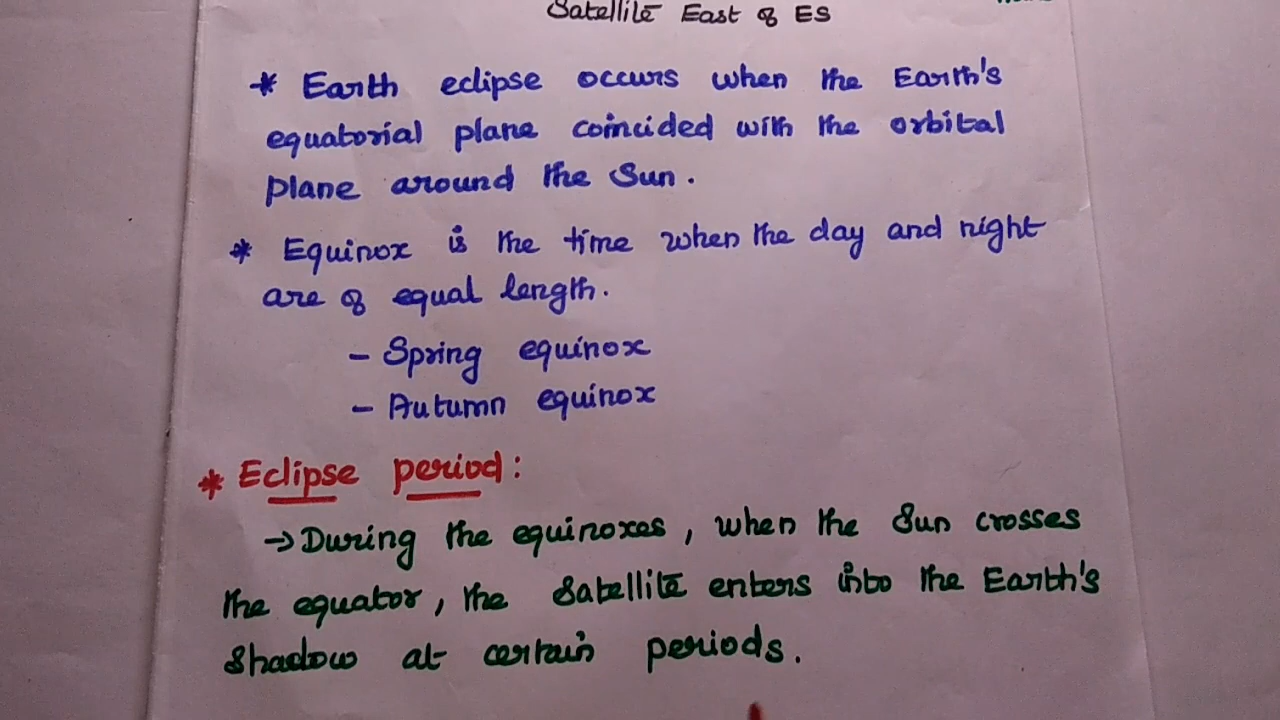 Satellite East of ES
* Earth eclipse occurs when the Earth's
equatorial plane coincided with the orbital
plane around the Sun.
* Equinox is the time when the day and night
are of equal length.
- Spring equinox
- Autumn equinox
* Eclipse period:
→ During the equinoxes, when the Sun crosses
the equator, the Satellite enters into the Earth's
shadow at certain periods.